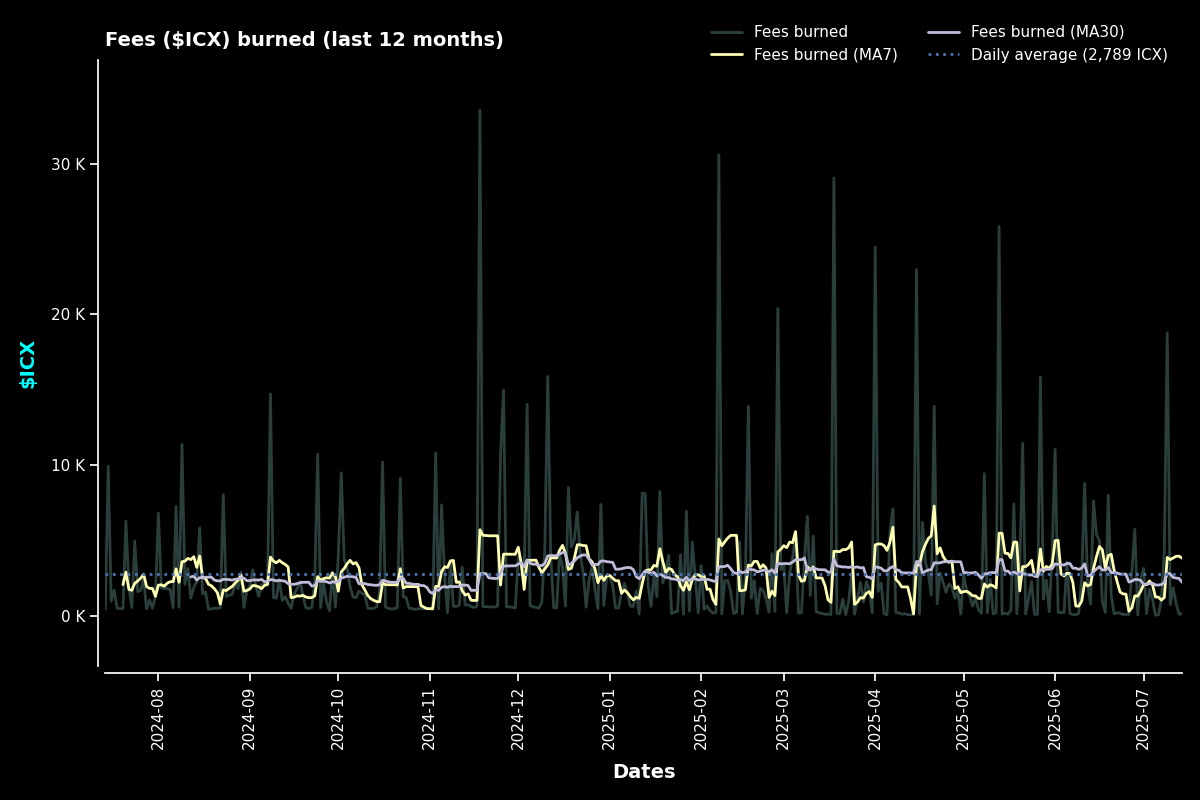 Fees ($ICX) burned (last 12 months)
Fees burned
Fees burned (MA7)
Fees burned (MA30)
Daily average (2,789 ICX)
$ICX
30 K
20 K
10 K
0 K
2024-08
2024-09
2024-10
2024-11
2024-12
2025-01
2025-02
2025-03
2025-04
2025-05
2025-06
2025-07
Dates